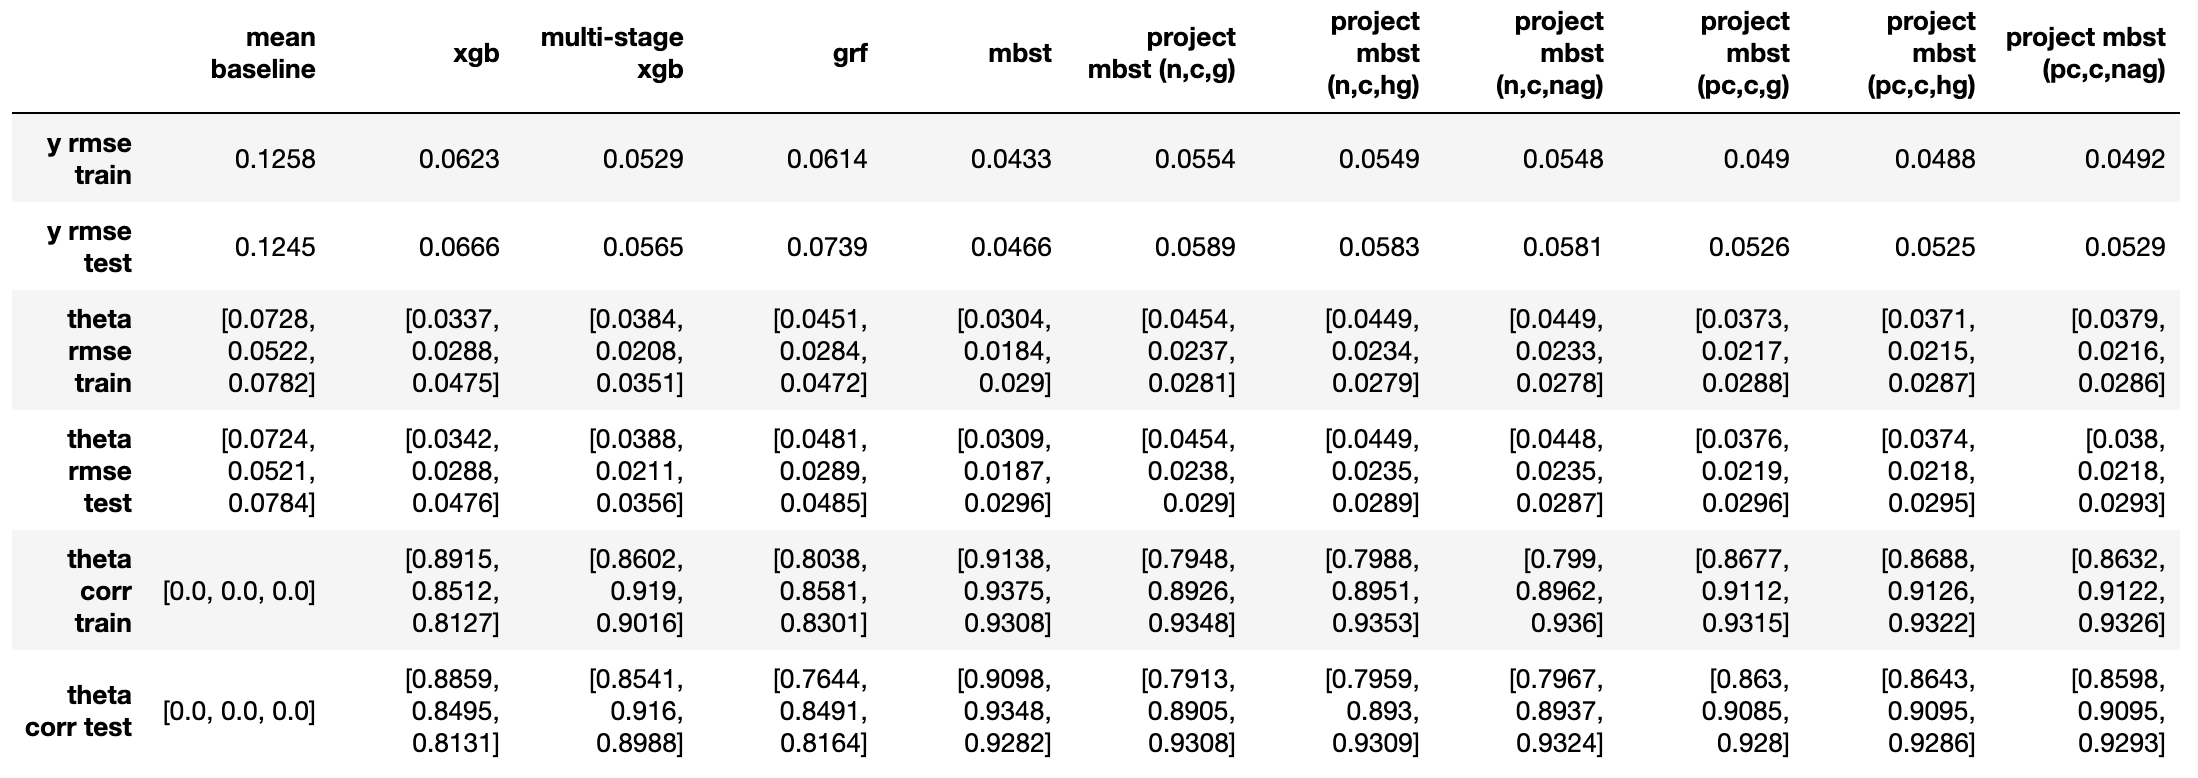 mean baseline xgb multi-stage xgb grf mbst project mbst (n,c,g) project mbst (n,c,hg) project mbst (n,c,nag) project mbst (pc,c,g) project mbst (pc,c,hg) project mbst (pc,c,nag)
y rmse train 0.1258 0.0623 0.0529 0.0614 0.0433 0.0554 0.0549 0.0548 0.049 0.0488 0.0492
y rmse test 0.1245 0.0666 0.0565 0.0739 0.0466 0.0589 0.0583 0.0581 0.0526 0.0525 0.0529
theta [0.0728, [0.0337, [0.0384, [0.0451, [0.0304, [0.0454, [0.0449, [0.0449, [0.0373, [0.0371, [0.0379,
rmse 0.0522, 0.0288, 0.0208, 0.0284, 0.0184, 0.0237, 0.0234, 0.0233, 0.0217, 0.0215, 0.0216,
train 0.0782] 0.0475] 0.0351] 0.0472] 0.029] 0.0281] 0.0279] 0.0278] 0.0288] 0.0287] 0.0286]
theta [0.0724, [0.0342, [0.0388, [0.0481, [0.0309, [0.0454, [0.0449, [0.0448, [0.0376, [0.0374, [0.038,
rmse 0.0521, 0.0288, 0.0211, 0.0289, 0.0187, 0.0238, 0.0235, 0.0235, 0.0219, 0.0218, 0.0218,
test 0.0784] 0.0476] 0.0356] 0.0485] 0.0296] 0.029] 0.0289] 0.0287] 0.0296] 0.0295] 0.0293]
theta [0.8915, [0.8602, [0.8038, [0.9138, [0.7948, [0.7988, [0.799, [0.8677, [0.8688, [0.8632,
corr [0.0, 0.0, 0.0] 0.8512, 0.919, 0.8581, 0.9375, 0.8926, 0.8951, 0.8962, 0.9112, 0.9126, 0.9122,
train 0.8127] 0.9016] 0.8301] 0.9308] 0.9348] 0.9353] 0.936] 0.9315] 0.9322] 0.9326]
theta [0.8859, [0.8541, [0.7644, [0.9098, [0.7913, [0.7959, [0.7967, [0.863, [0.8643, [0.8598,
corr test [0.0, 0.0, 0.0] 0.8495, 0.916, 0.8491, 0.9348, 0.8905, 0.893, 0.8937, 0.9085, 0.9095, 0.9095,
0.8131] 0.8988] 0.8164] 0.9282] 0.9308] 0.9309] 0.9324] 0.928] 0.9286] 0.9293]